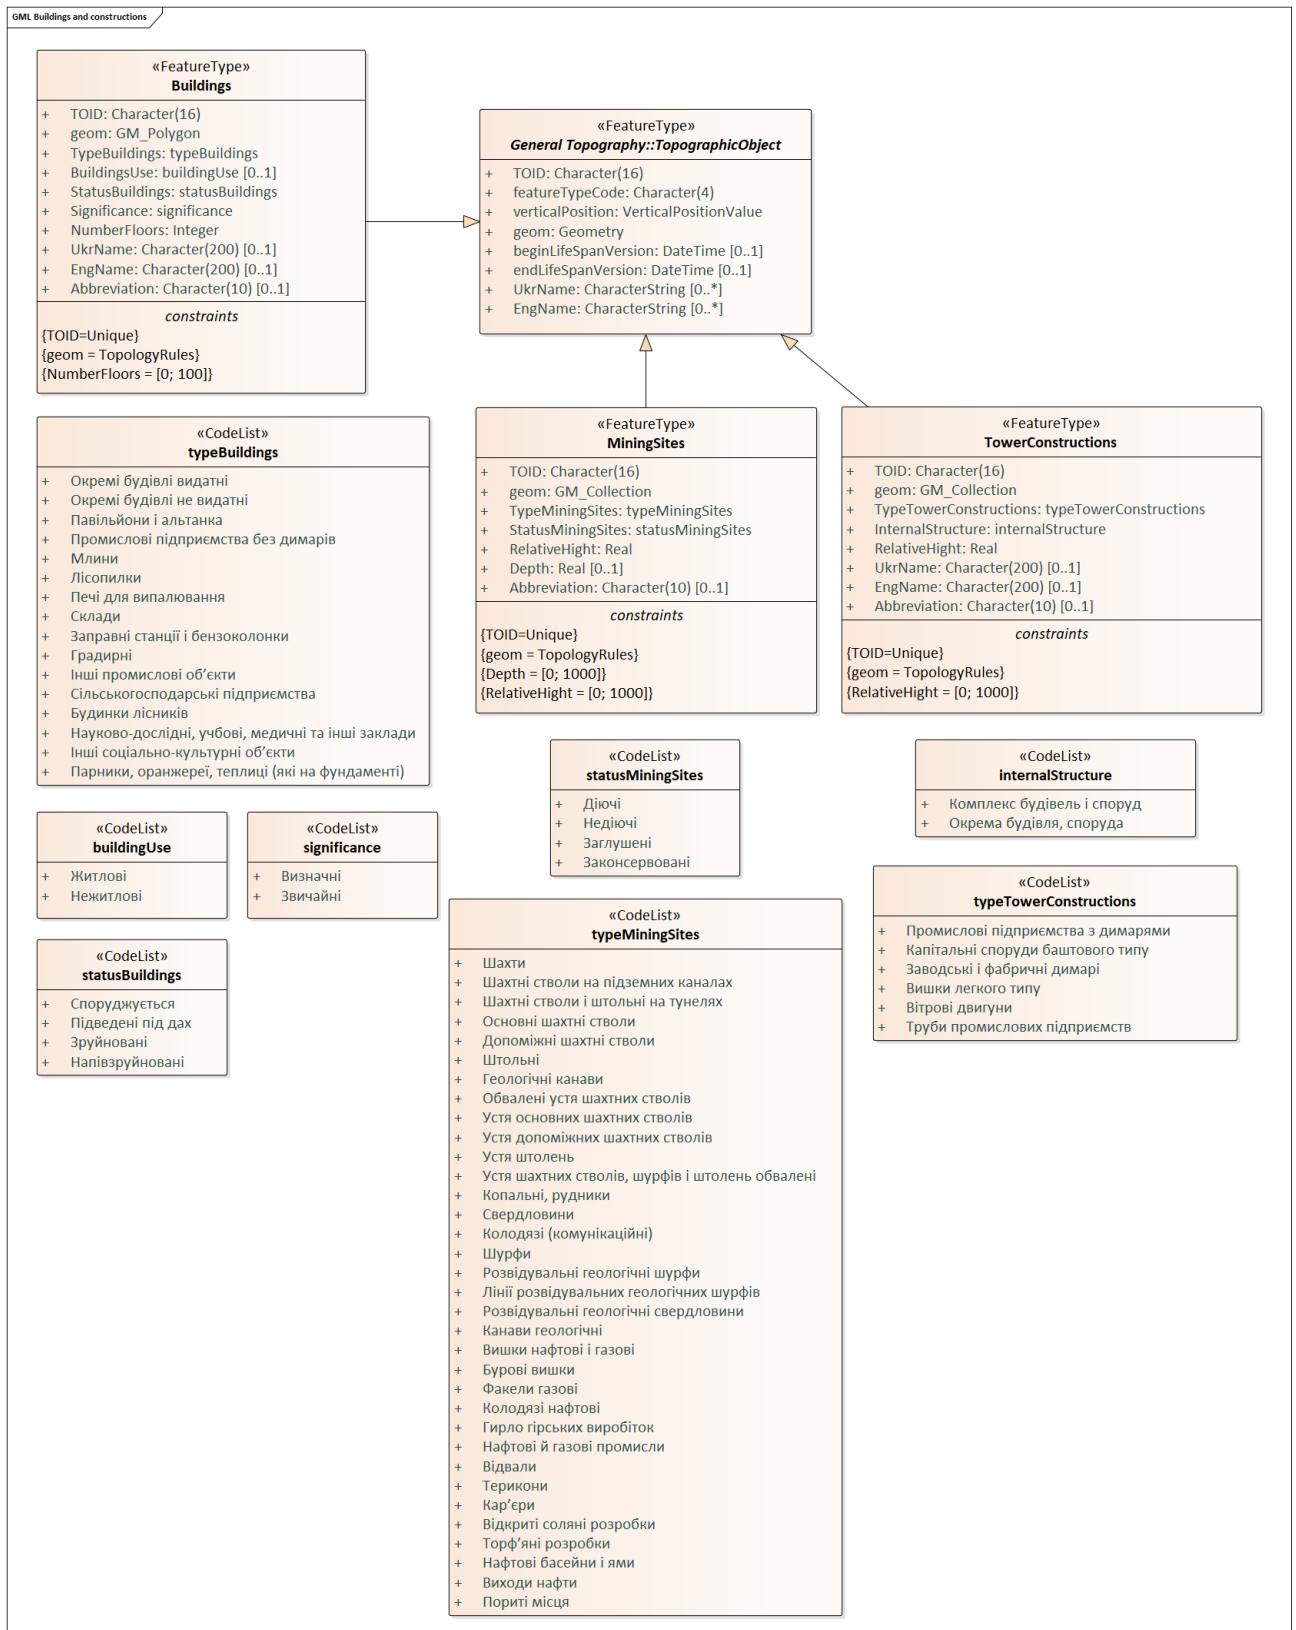 GML Buildings and constructions
«FeatureType»
Buildings
+ TOID: Character(16)
+ geom: GM_Polygon
+ TypeBuildings: typeBuildings
+ BuildingsUse: buildingUse [0..1]
+ StatusBuildings: statusBuildings
+ Significance: significance
+ NumberFloors: Integer
+ UkrName: Character(200) [0..1]
+ EngName: Character(200) [0..1]
+ Abbreviation: Character(10) [0..1]
constraints
{TOID=Unique}
{geom = TopologyRules}
{NumberFloors = [0; 100]}
«FeatureType»
General Topography::TopographicObject
+ TOID: Character(16)
+ featureTypeCode: Character(4)
+ verticalPosition: VerticalPositionValue
+ geom: Geometry
+ beginLifeSpanVersion: DateTime [0..1]
+ endLifeSpanVersion: DateTime [0..1]
+ UkrName: CharacterString [0..*]
+ EngName: CharacterString [0..*]
«CodeList»
typeBuildings
+ Окремі будівлі видатні
+ Окремі будівлі не видатні
+ Павільйони і альтанка
+ Промислові підприємства без димарів
+ Млини
+ Лісопилки
+ Печі для випалювання
+ Склади
+ Заправні станції і бензоколонки
+ Градирні
+ Інші промислові об’єкти
+ Сільськогосподарські підприємства
+ Будинки лісників
+ Науково-дослідні, учбові, медичні та інші заклади
+ Інші соціально-культурні об’єкти
+ Парники, оранжереї, теплиці (які на фундаменті)
«FeatureType»
MiningSites
+ TOID: Character(16)
+ geom: GM_Collection
+ TypeMiningSites: typeMiningSites
+ StatusMiningSites: statusMiningSites
+ RelativeHight: Real
+ Depth: Real [0..1]
+ Abbreviation: Character(10) [0..1]
constraints
{TOID=Unique}
{geom = TopologyRules}
{Depth = [0; 1000]}
{RelativeHight = [0; 1000]}
«FeatureType»
TowerConstructions
+ TOID: Character(16)
+ geom: GM_Collection
+ TypeTowerConstructions: typeTowerConstructions
+ InternalStructure: internalStructure
+ RelativeHight: Real
+ UkrName: Character(200) [0..1]
+ EngName: Character(200) [0..1]
+ Abbreviation: Character(10) [0..1]
constraints
{TOID=Unique}
{geom = TopologyRules}
{RelativeHight = [0; 1000]}
«CodeList»
statusMiningSites
+ Діючі
+ Недіючі
+ Заглушені
+ Законсервовані
«CodeList»
internalStructure
+ Комплекс будівель і споруд
+ Окрема будівля, споруда
«CodeList»
buildingUse
+ Житлові
+ Нежитлові
«CodeList»
significance
+ Визначні
+ Звичайні
«CodeList»
typeTowerConstructions
+ Промислові підприємства з димарями
+ Капітальні споруди баштового типу
+ Заводські і фабричні димарі
+ Вишки легкого типу
+ Вітрові двигуни
+ Труби промислових підприємств
«CodeList»
statusBuildings
+ Споруджується
+ Підведені під дах
+ Зруйновані
+ Напівзруйновані
«CodeList»
typeMiningSites
+ Шахти
+ Шахтні стволи на підземних каналах
+ Шахтні стволи і штольні на тунелях
+ Основні шахтні стволи
+ Допоміжні шахтні стволи
+ Штольні
+ Геологічні канави
+ Обвалені устя шахтних стволів
+ Устя основних шахтних стволів
+ Устя допоміжних шахтних стволів
+ Устя штолень
+ Устя шахтних стволів, шурфів і штолень обвалені
+ Копальні, рудники
+ Свердловини
+ Колодязі (комунікаційні)
+ Шурфи
+ Розвідувальні геологічні шурфи
+ Лінії розвідувальних геологічних шурфів
+ Розвідувальні геологічні свердловини
+ Канави геологічні
+ Вишки нафтові і газові
+ Бурові вишки
+ Факели газові
+ Колодязі нафтові
+ Гирло гірських виробіток
+ Нафтові й газові промисли
+ Відвали
+ Терикони
+ Кар’єри
+ Відкриті соляні розробки
+ Торф’яні розробки
+ Нафтові басейни і ями
+ Виходи нафти
+ Пориті місця